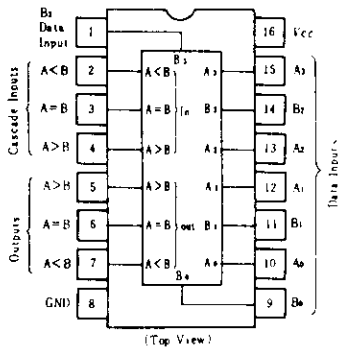 B₃
Data
Input
1
16
Vcc
B₃
A<B
2
A<B
A₃
15
A₃
A=B
3
A=B
In
B₂
14
B₂
A>B
4
A>B
A₂
13
A₂
A>B
5
A>B
A₁
12
A₁
A=B
6
A=B
out
B₁
11
B₁
A<B
7
A<B
A₀
10
A₀
B₀
GND
8
9
B₀
Cascade Inputs
Outputs
Data Inputs
(Top View)